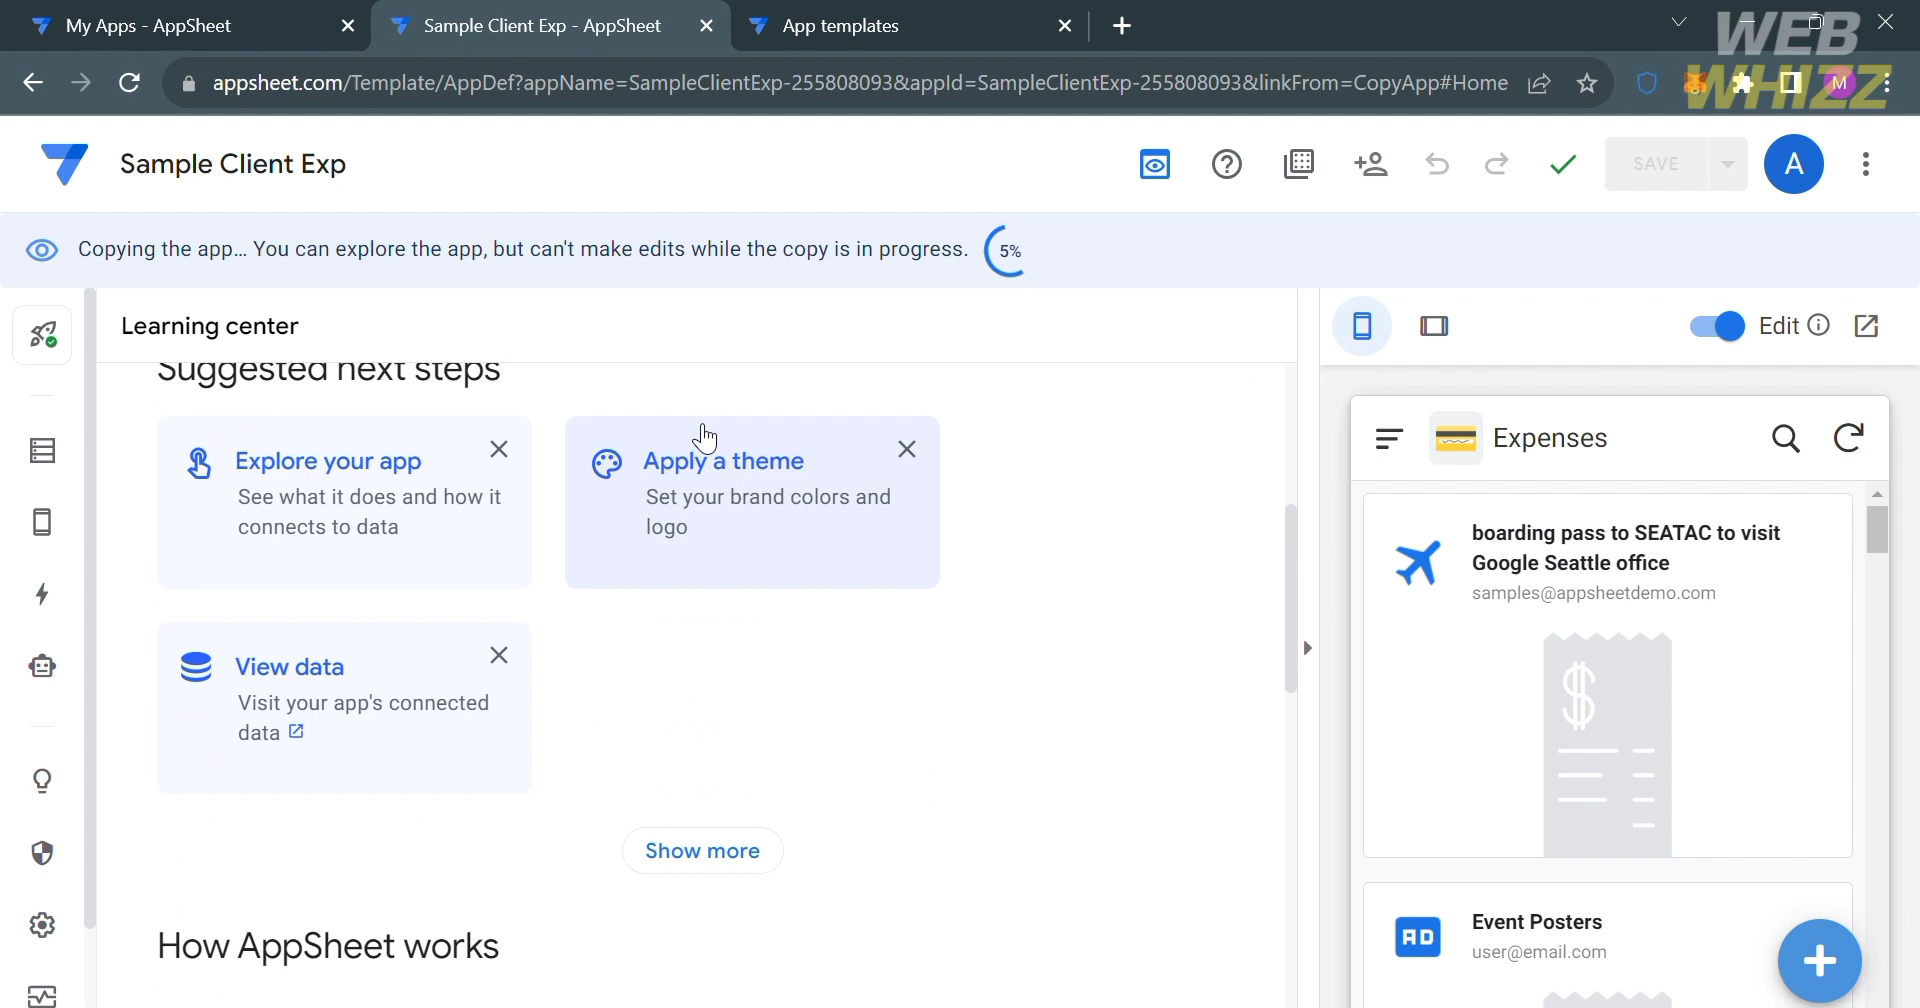 My Apps - AppSheet
Sample Client Exp - AppSheet
App templates
WEB
WHIZZ
appsheet.com/Template/AppDef?appName=SampleClientExp-255808093&appId=SampleClientExp-255808093&linkFrom=CopyApp#Home
M
Sample Client Exp
SAVE
A
Copying the app... You can explore the app, but can't make edits while the copy is in progress.
5%
Learning center
Edit
Suggested next steps
Explore your app
See what it does and how it
connects to data
Apply a theme
Set your brand colors and
logo
View data
Visit your app's connected
data
Show more
How AppSheet works
Expenses
boarding pass to SEATAC to visit
Google Seattle office
samples@appsheetdemo.com
$
AD
Event Posters
user@email.com